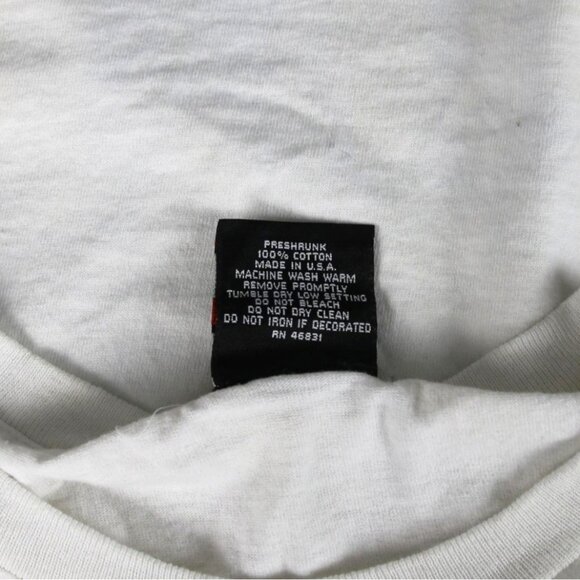 PRESHRUNK
100% COTTON
MADE IN U.S.A.
MACHINE WASH WARM
REMOVE PROMPTLY
TUMBLE DRY LOW SETTING
DO NOT BLEACH
DO NOT DRY CLEAN
DO NOT IRON IF DECORATED
RN 46831